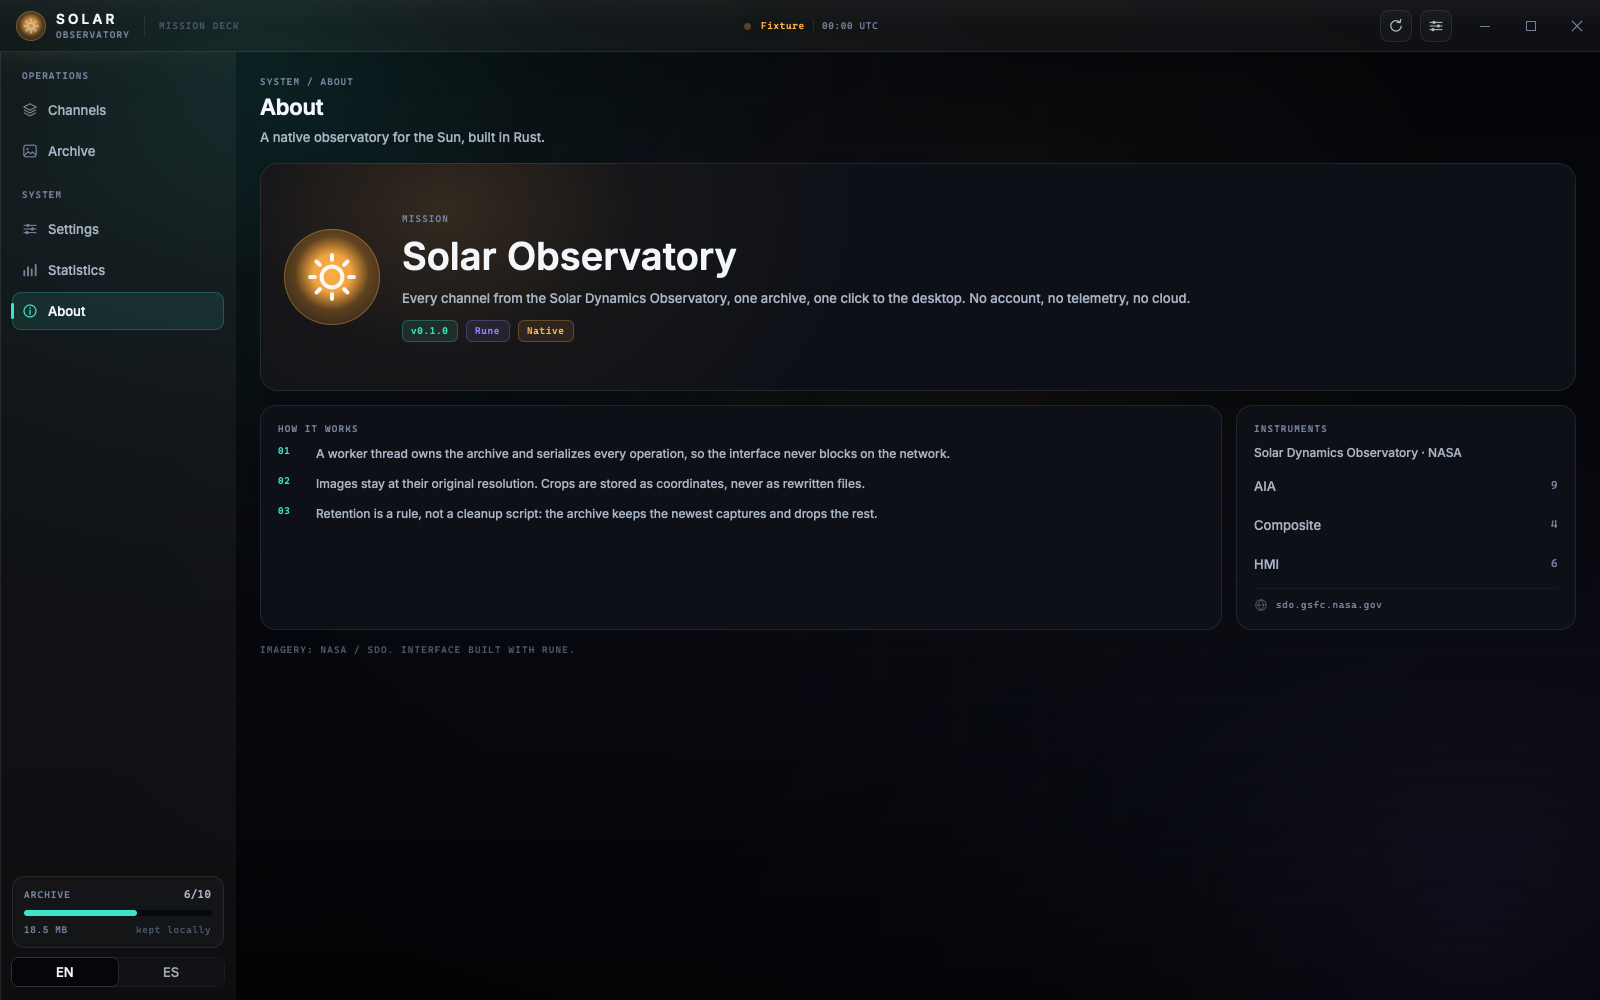 SOLAR
OBSERVATORY
MISSION DECK
Fixture
00:00 UTC
OPERATIONS
Channels
Archive
SYSTEM
Settings
Statistics
About
ARCHIVE
6/10
18.5 MB
kept locally
EN
ES
SYSTEM / ABOUT
About
A native observatory for the Sun, built in Rust.
MISSION
Solar Observatory
Every channel from the Solar Dynamics Observatory, one archive, one click to the desktop. No account, no telemetry, no cloud.
v0.1.0
Rune
Native
HOW IT WORKS
01 A worker thread owns the archive and serializes every operation, so the interface never blocks on the network.
02 Images stay at their original resolution. Crops are stored as coordinates, never as rewritten files.
03 Retention is a rule, not a cleanup script: the archive keeps the newest captures and drops the rest.
INSTRUMENTS
Solar Dynamics Observatory · NASA
AIA 9
Composite 4
HMI 6
sdo.gsfc.nasa.gov
IMAGERY: NASA / SDO. INTERFACE BUILT WITH RUNE.